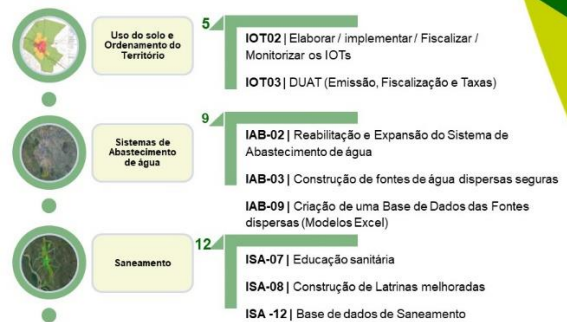 Uso do solo e
Ordenamento do
Território
5
IOT02 | Elaborar / implementar / Fiscalizar /
Monitorizar os IOTs
IOT03 | DUAT (Emissão, Fiscalização e Taxas)
Sistemas de
Abastecimento
de água
9
IAB-02 | Reabilitação e Expansão do Sistema de
Abastecimento de água
IAB-03 | Construção de fontes de água dispersas seguras
IAB-09 | Criação de uma Base de Dados das Fontes
dispersas (Modelos Excel)
Saneamento
12
ISA-07 | Educação sanitária
ISA-08 | Construção de Latrinas melhoradas
ISA -12 | Base de dados de Saneamento